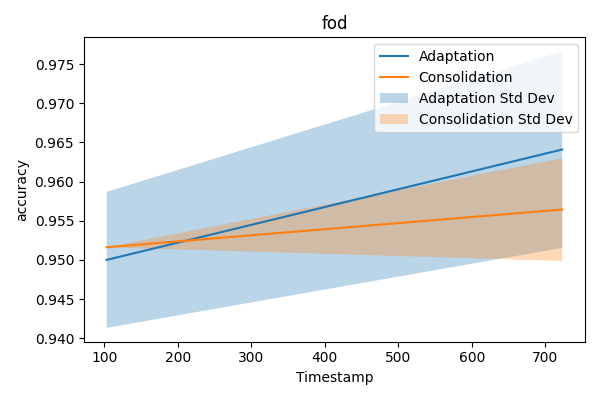 fod
Adaptation
Consolidation
Adaptation Std Dev
Consolidation Std Dev
accuracy
0.975
0.970
0.965
0.960
0.955
0.950
0.945
0.940
100 200 300 400 500 600 700
Timestamp